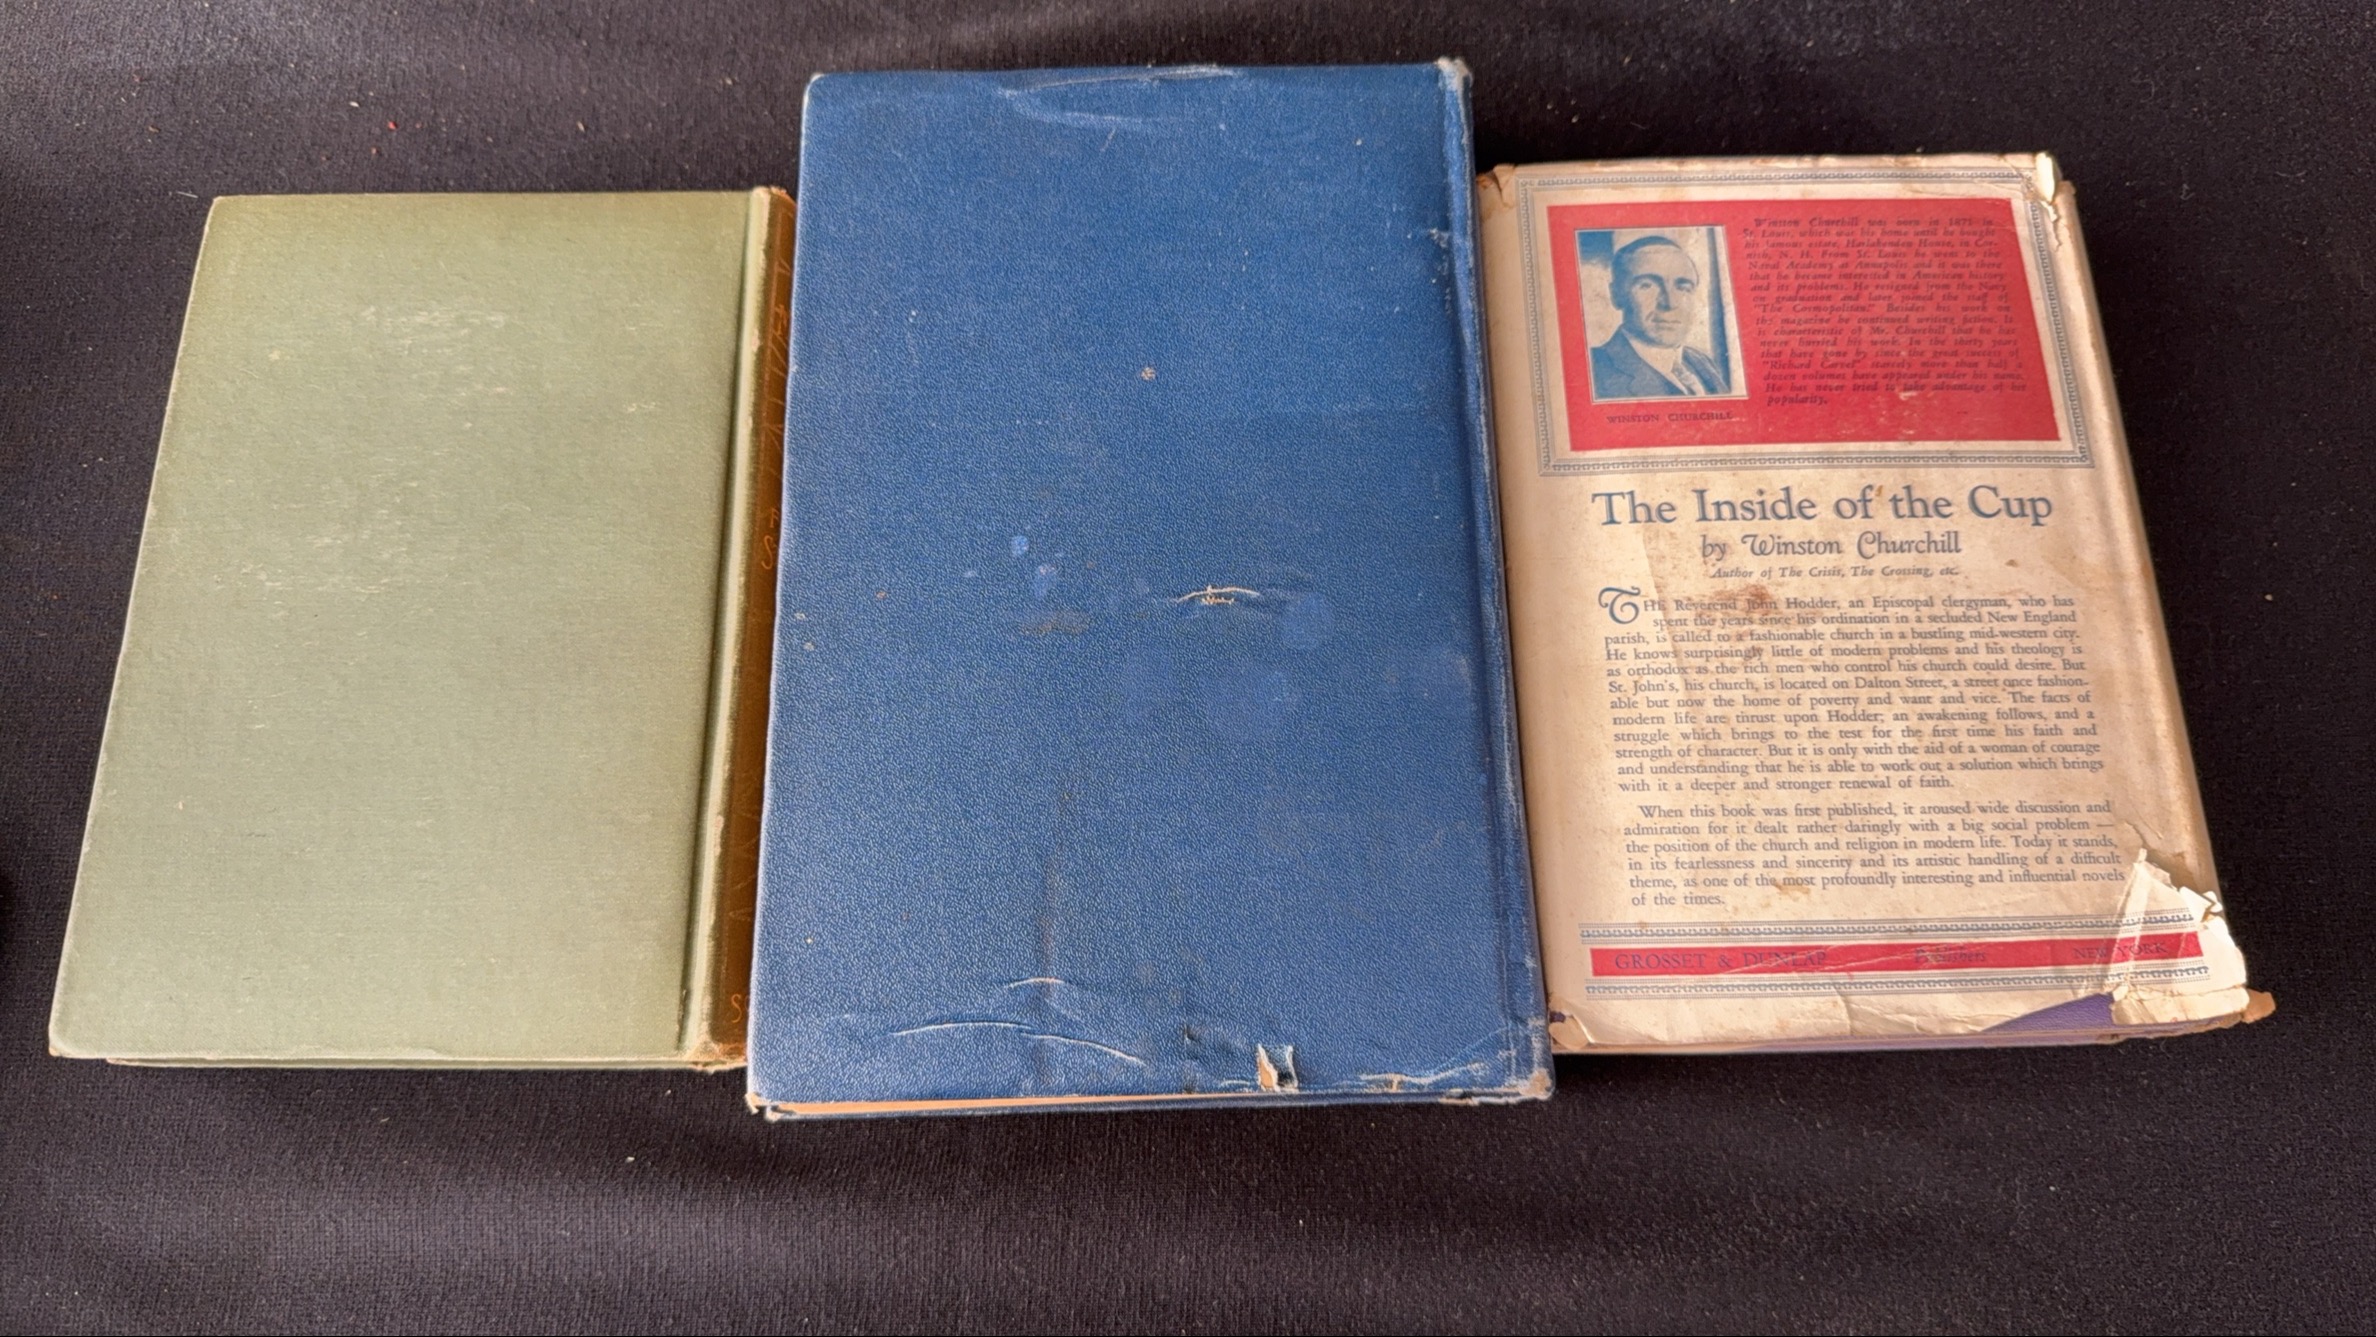 Winston Churchill was born in 1871 in
St. Louis, which was his home until he bought
his famous estate, Harlakenden House, in Cor-
nish, N. H. From St. Louis he went to the
Naval Academy at Annapolis and it was there
that he became interested in American history
and its problems. He resigned from the Navy
on graduation and later joined the staff of
"The Cosmopolitan." Besides his work on
this magazine he continued writing fiction. It
is characteristic of Mr. Churchill that he has
never hurried his work. In the thirty years
that have gone by since the great success of
"Richard Carvel" scarcely more than half a
dozen volumes have appeared under his name.
He has never tried to take advantage of his
popularity.
WINSTON CHURCHILL
The Inside of the Cup
by Winston Churchill
Author of The Crisis, The Crossing, etc.
THE Reverend John Hodder, an Episcopal clergyman, who has
spent the years since his ordination in a secluded New England
parish, is called to a fashionable church in a bustling mid-western city.
He knows surprisingly little of modern problems and his theology is
as orthodox as the rich men who control his church could desire. But
St. John's, his church, is located on Dalton Street, a street once fashion-
able but now the home of poverty and want and vice. The facts of
modern life are thrust upon Hodder; an awakening follows, and a
struggle which brings to the test for the first time his faith and
strength of character. But it is only with the aid of a woman of courage
and understanding that he is able to work out a solution which brings
with it a deeper and stronger renewal of faith.
When this book was first published, it aroused wide discussion and
admiration for it dealt rather daringly with a big social problem —
the position of the church and religion in modern life. Today it stands,
in its fearlessness and sincerity and its artistic handling of a difficult
theme, as one of the most profoundly interesting and influential novels
of the times.
GROSSET & DUNLAP Publishers NEW YORK